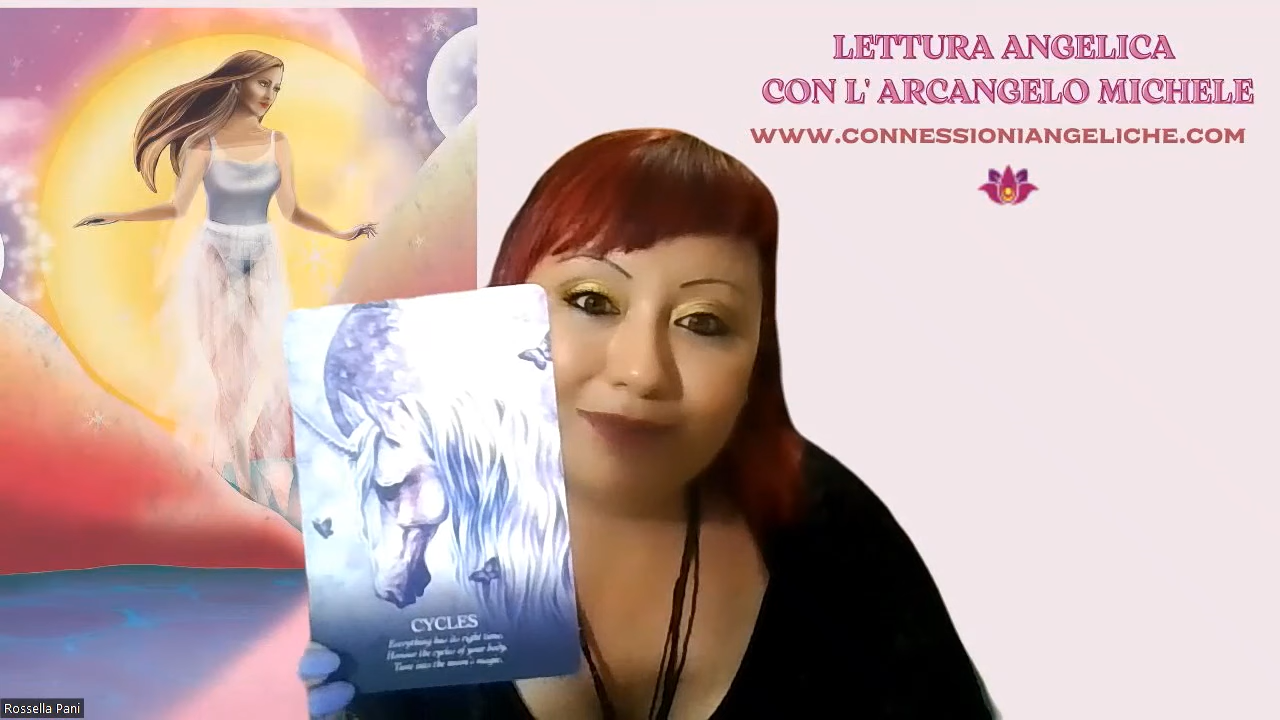 LETTURA ANGELICA
CON L' ARCANGELO MICHELE
WWW.CONNESSIONIANGELICHE.COM
CYCLES
Everything has its right time.
Honour the cycles of your body.
Tune into the moon's magic.
Rossella Pani